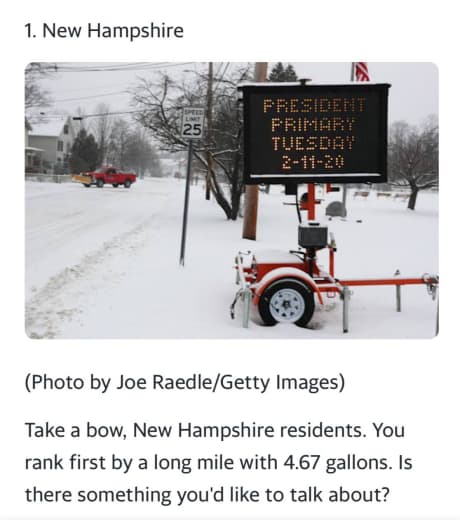 1. New Hampshire
SPEED
LIMIT
25
PRESIDENT
PRIMARY
TUESDAY
2-11-20
(Photo by Joe Raedle/Getty Images)
Take a bow, New Hampshire residents. You
rank first by a long mile with 4.67 gallons. Is
there something you'd like to talk about?